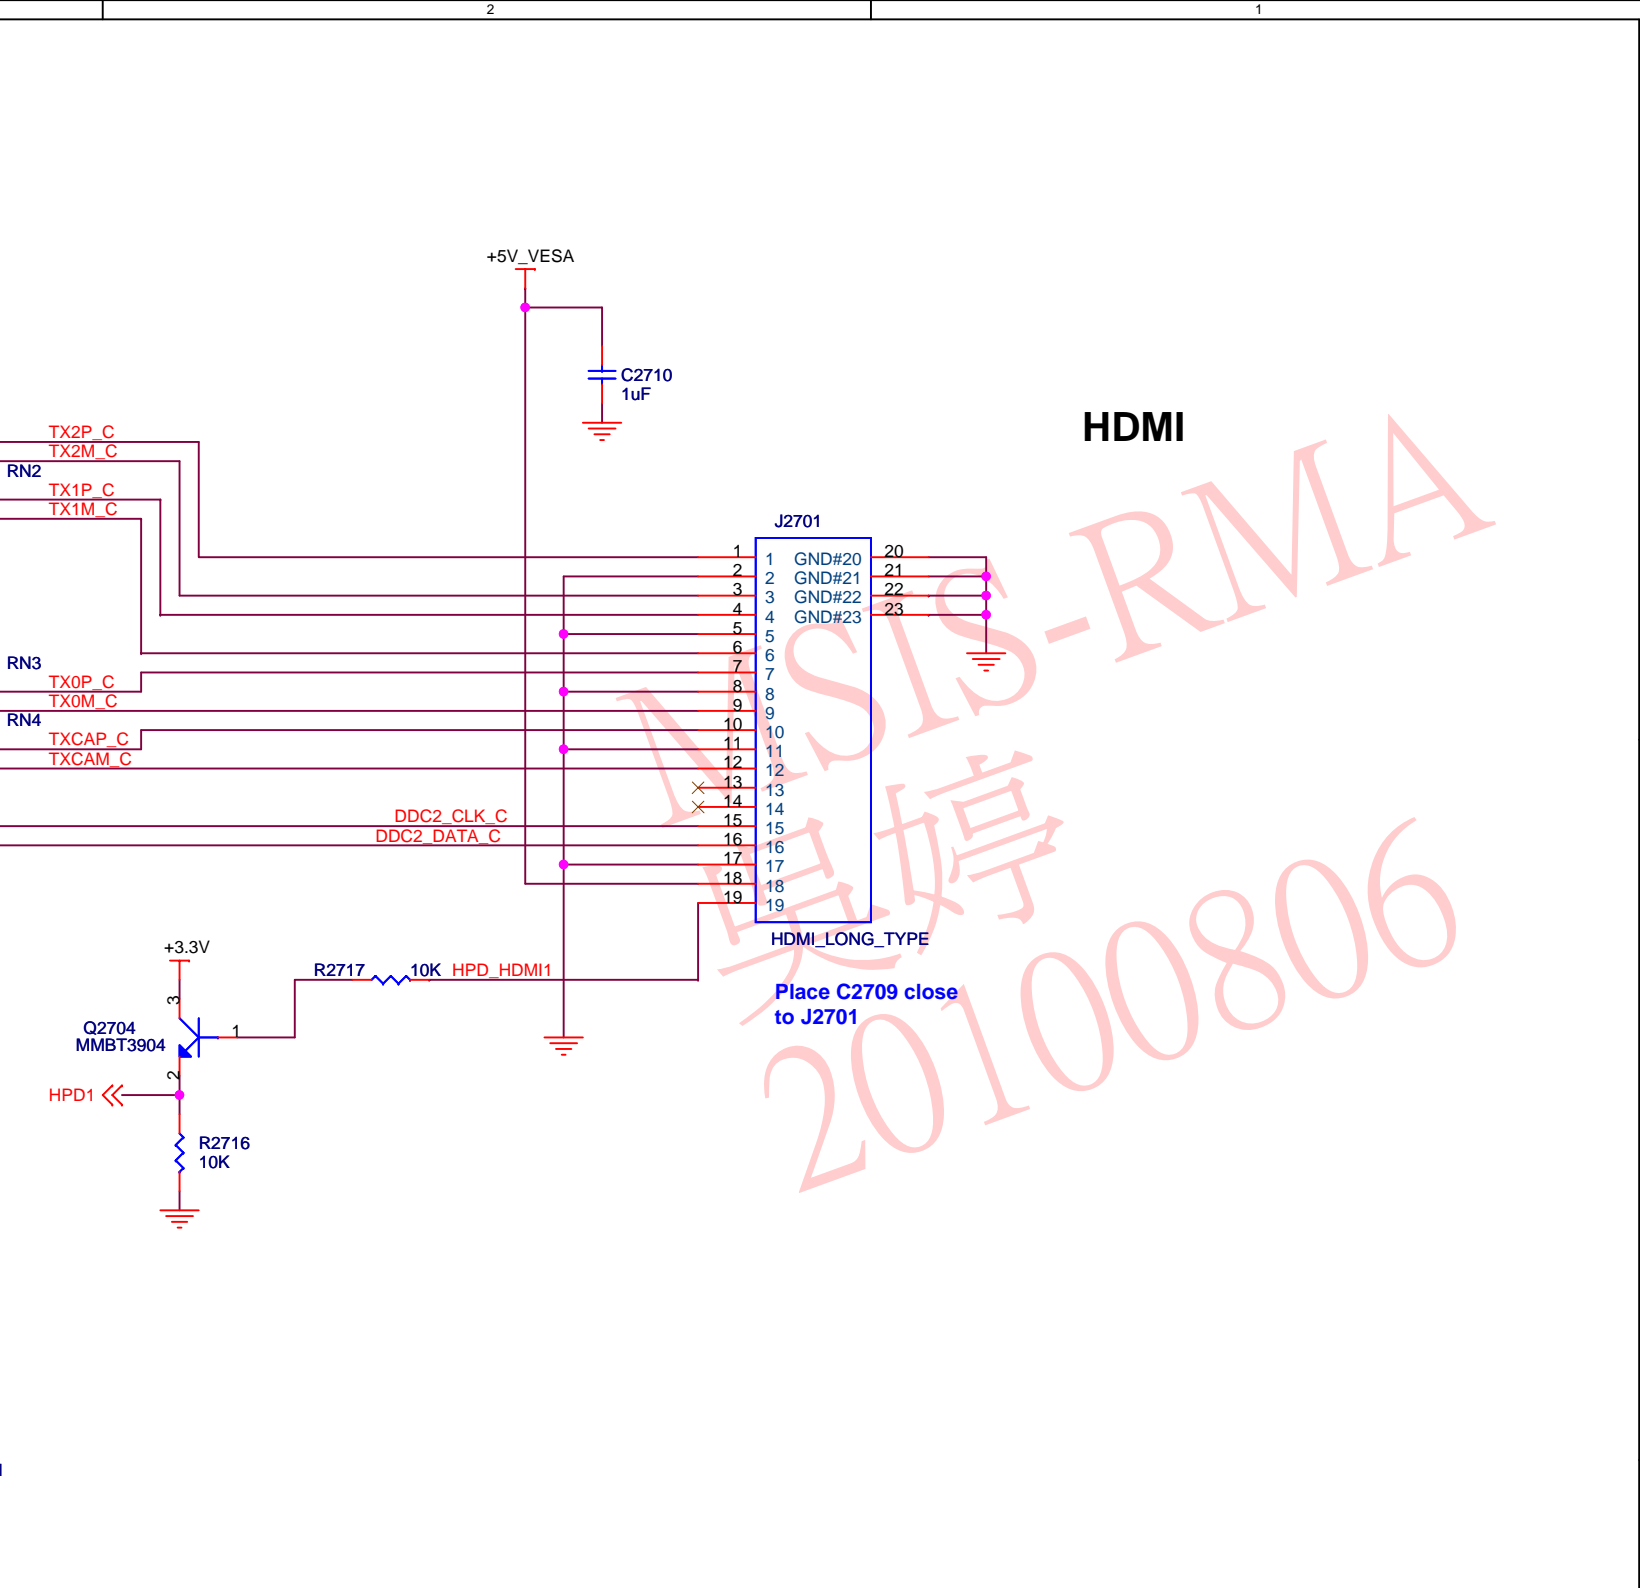 2
1
+5V_VESA
C2710
1uF
HDMI
TX2P_C
TX2M_C
RN2
TX1P_C
TX1M_C
J2701
1 1 GND#20 20
2 2 GND#21 21
3 3 GND#22 22
4 4 GND#23 23
5 5
6 6
RN3
7 7
TX0P_C
8 8
TX0M_C
9 9
RN4
10 10
TXCAP_C
11 11
TXCAM_C
12 12
13 13
14 14
DDC2_CLK_C
15 15
DDC2_DATA_C
16 16
17 17
18 18
19 19
HDMI_LONG_TYPE
+3.3V
R2717 10K HPD_HDMI1
Place C2709 close
to J2701
3
Q2704
MMBT3904
1
2
HPD1
R2716
10K
MSIS-RMA
婷
20100806